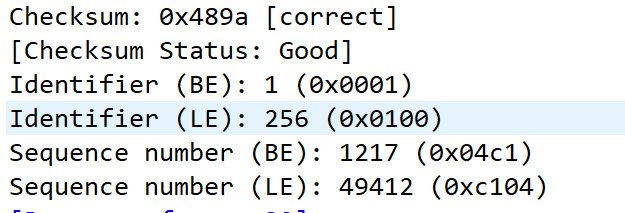 Checksum: 0x489a [correct]
[Checksum Status: Good]
Identifier (BE): 1 (0x0001)
Identifier (LE): 256 (0x0100)
Sequence number (BE): 1217 (0x04c1)
Sequence number (LE): 49412 (0xc104)